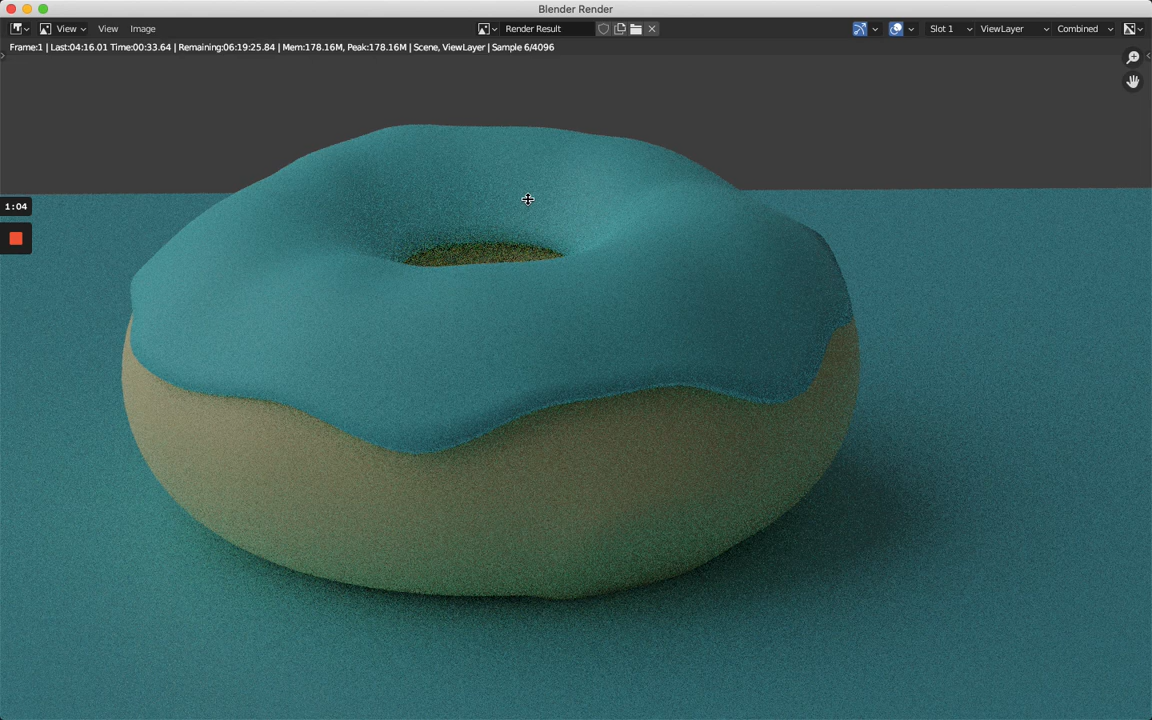 Blender Render
View View Image Render Result Slot 1 ViewLayer Combined
Frame:1 | Last:04:16.01 Time:00:33.64 | Remaining:06:19:25.84 | Mem:178.16M, Peak:178.16M | Scene, ViewLayer | Sample 6/4096
1:04